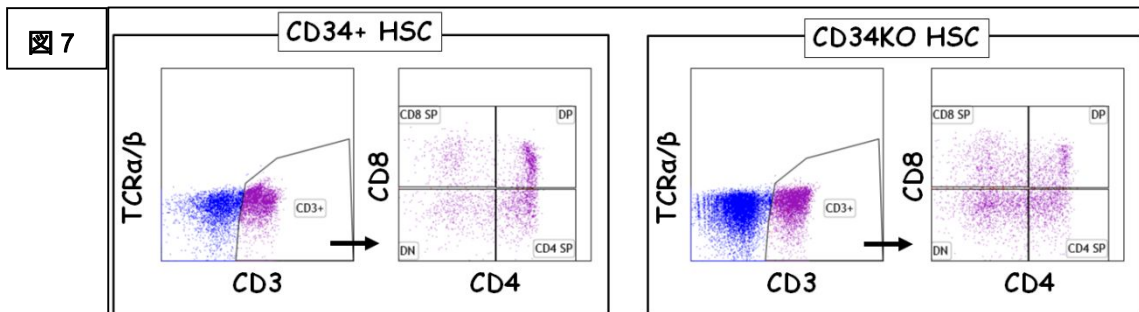 図7
CD34+ HSC
TCRα/β
CD3+
CD3
CD8
CD8 SP
DP
DN
CD4 SP
CD4
CD34KO HSC
TCRα/β
CD3+
CD3
CD8
CD8 SP
DP
DN
CD4 SP
CD4